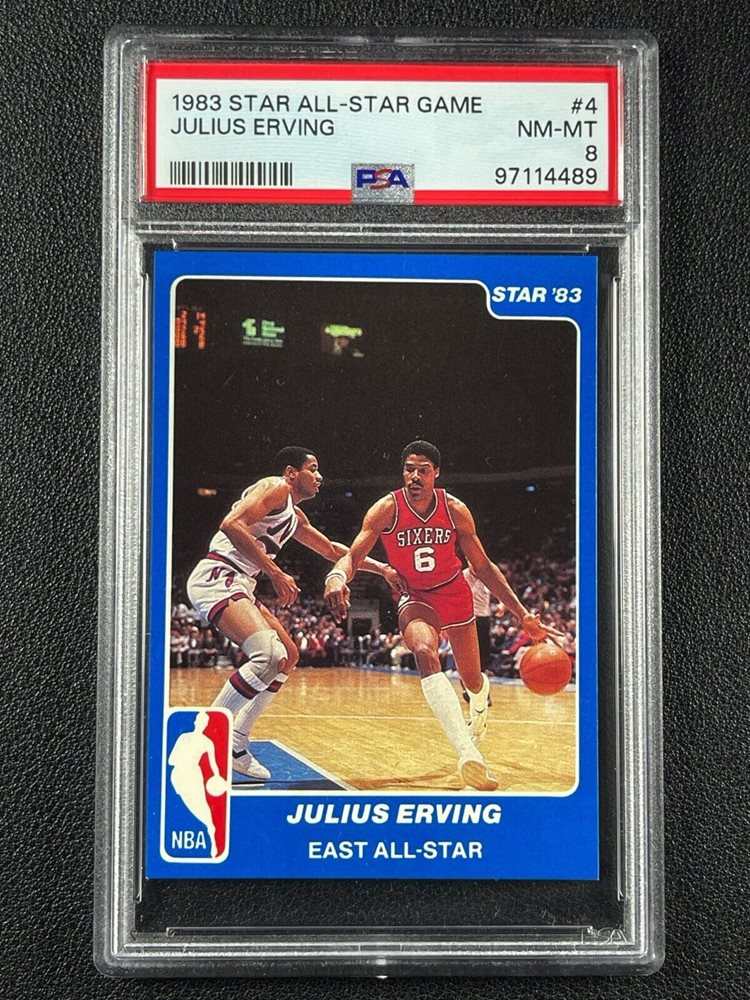 1983 STAR ALL-STAR GAME #4
JULIUS ERVING NM-MT
8
PSA 97114489
STAR '83
SIXERS
6
NBA
JULIUS ERVING
EAST ALL-STAR
PSA